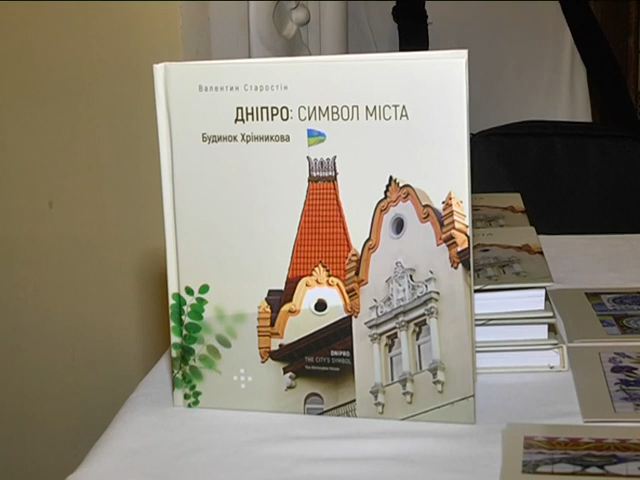 Валентин Старостін
ДНІПРО: СИМВОЛ МІСТА
Будинок Хрінникова
DNIPRO
THE CITY'S SYMBOL